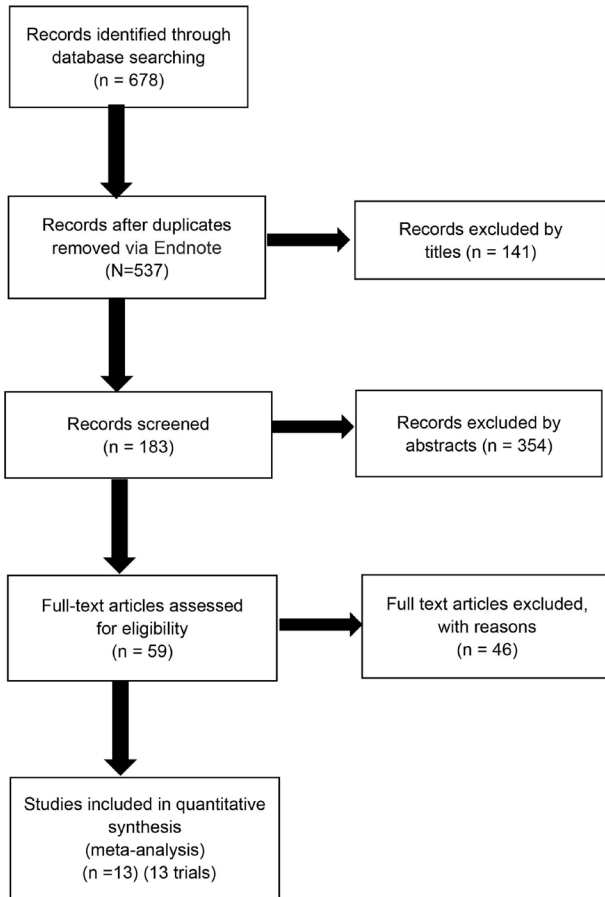 Records identified through
database searching
(n = 678)
Records after duplicates
removed via Endnote
(N=537)
Records excluded by
titles (n = 141)
Records screened
(n = 183)
Records excluded by
abstracts (n = 354)
Full-text articles assessed
for eligibility
(n = 59)
Full text articles excluded,
with reasons
(n = 46)
Studies included in quantitative
synthesis
(meta-analysis)
(n =13) (13 trials)